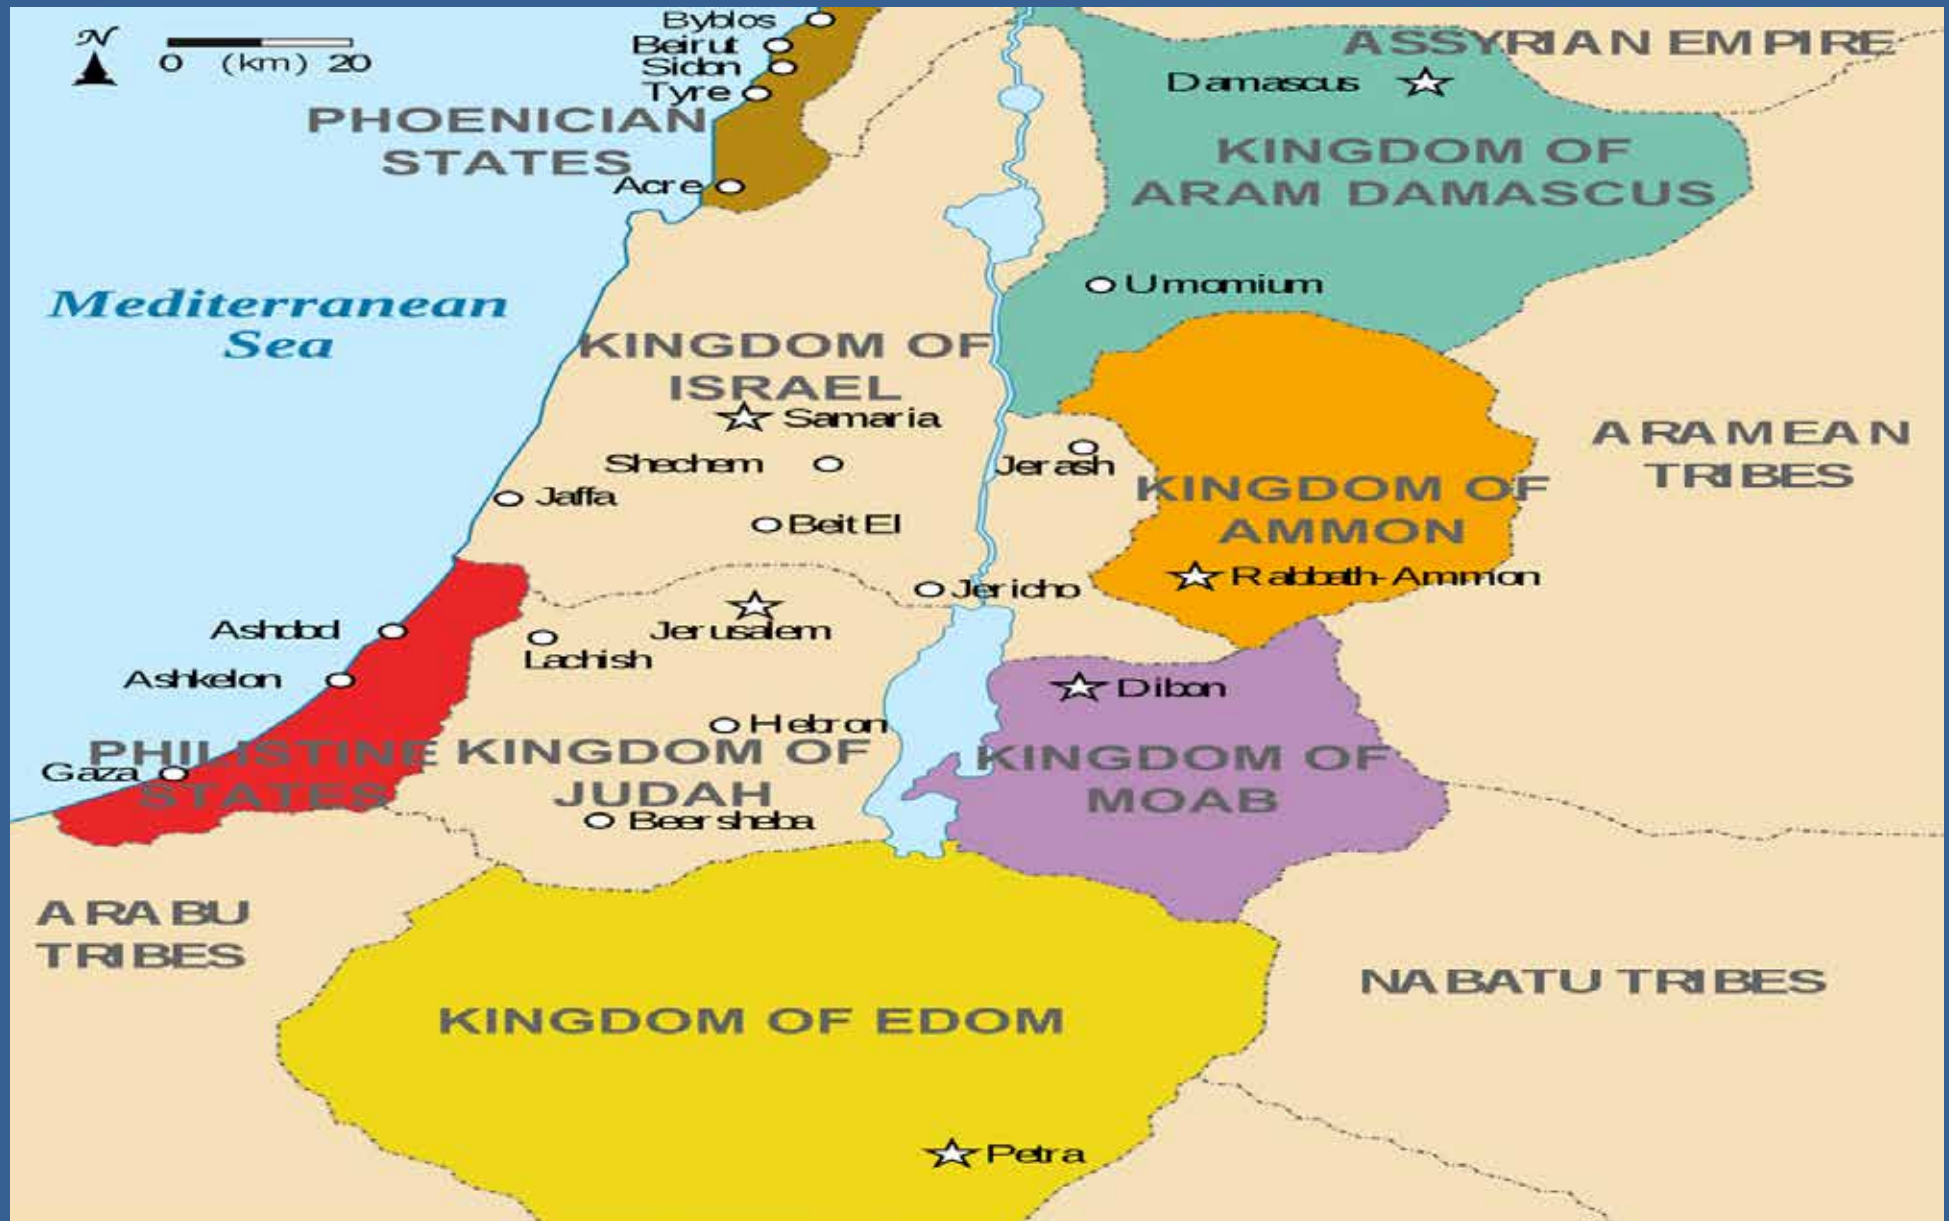 N
0 (km) 20
Byblos
Beirut
Sidon
Tyre
PHOENICIAN
STATES
Acre
ASSYRIAN EMPIRE
Damascus
KINGDOM OF
ARAM DAMASCUS
Umomium
Mediterranean
Sea
KINGDOM OF
ISRAEL
Samaria
Shechem
Jerash
Jaffa
Beit El
KINGDOM OF
AMMON
Rabbath-Ammon
ARAMEAN
TRIBES
Jericho
Jerusalem
Lachish
Ashdod
Ashkelon
Dibon
Hebron
PHILISTINE
STATES
Gaza
KINGDOM OF
JUDAH
Beersheba
KINGDOM OF
MOAB
ARABU
TRIBES
NABATU TRIBES
KINGDOM OF EDOM
Petra